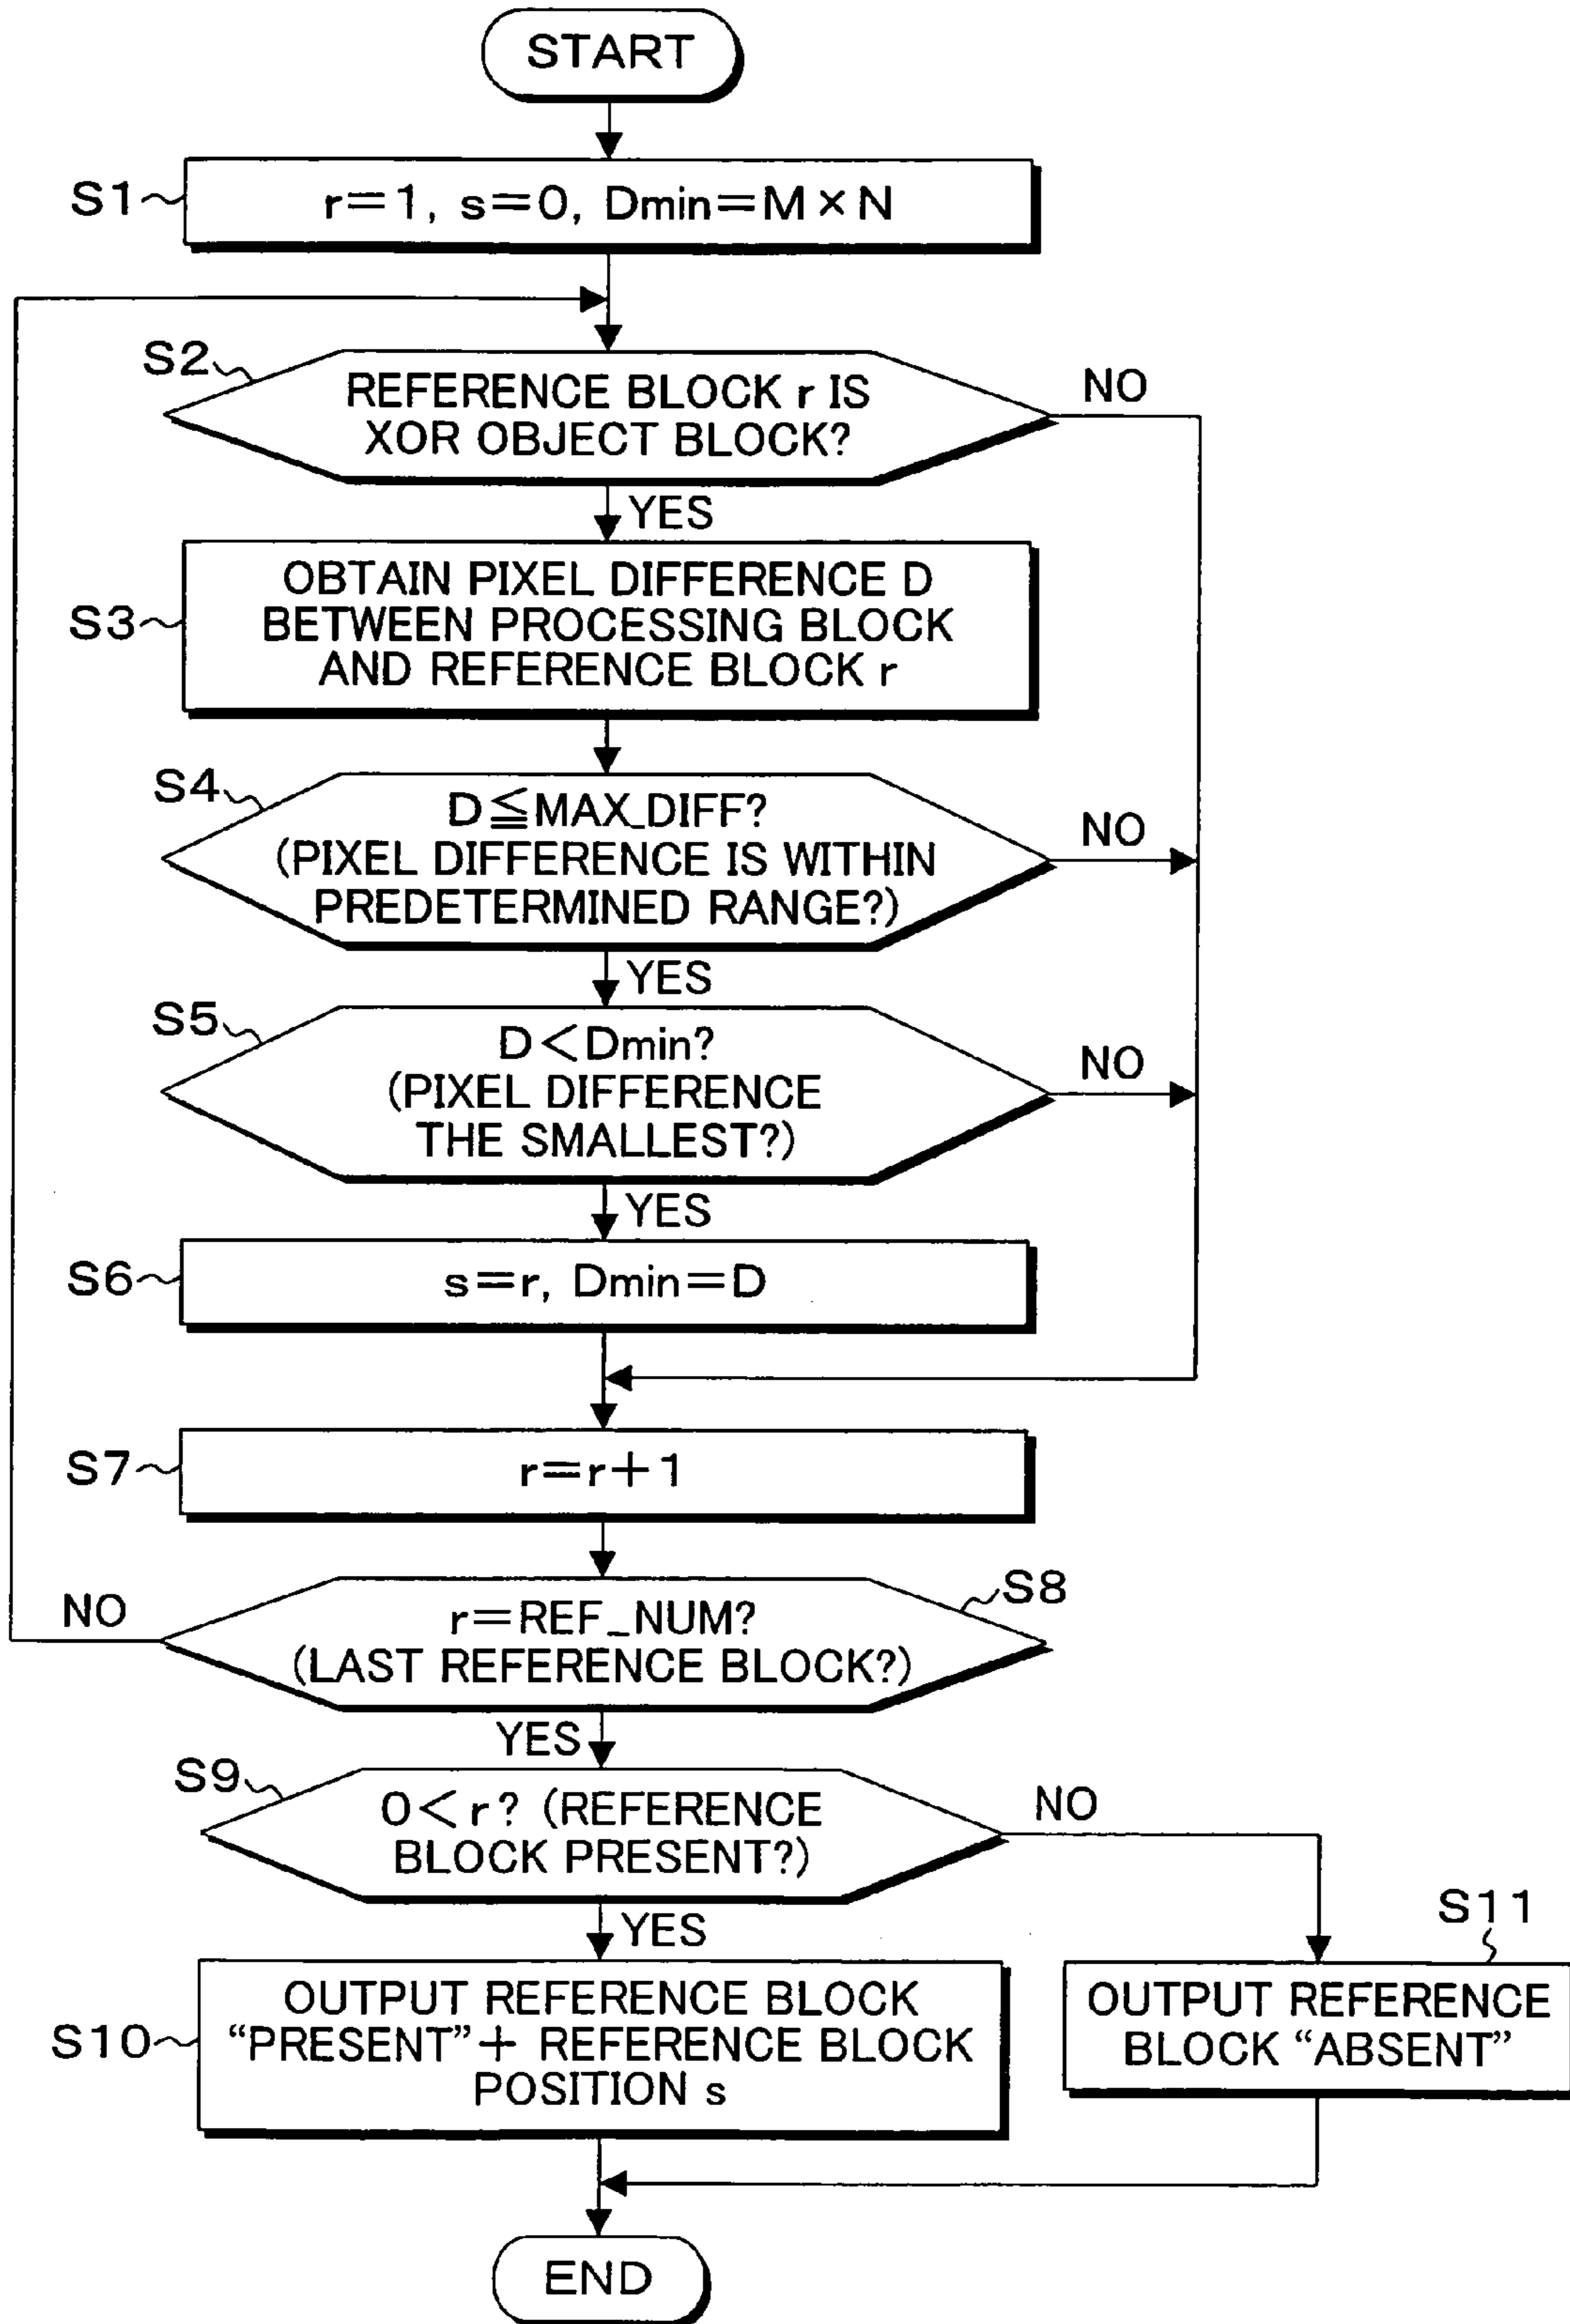 START
S1
r=1, s=0, Dmin=M×N
S2
REFERENCE BLOCK r IS
XOR OBJECT BLOCK?
NO
YES
S3
OBTAIN PIXEL DIFFERENCE D
BETWEEN PROCESSING BLOCK
AND REFERENCE BLOCK r
S4
D≦MAX_DIFF?
(PIXEL DIFFERENCE IS WITHIN
PREDETERMINED RANGE?)
NO
YES
S5
D<Dmin?
(PIXEL DIFFERENCE
THE SMALLEST?)
NO
YES
S6
s=r, Dmin=D
S7
r=r+1
S8
r=REF_NUM?
(LAST REFERENCE BLOCK?)
NO
YES
S9
0<r? (REFERENCE
BLOCK PRESENT?)
NO
YES
S10
OUTPUT REFERENCE BLOCK
“PRESENT”+ REFERENCE BLOCK
POSITION s
S11
OUTPUT REFERENCE
BLOCK “ABSENT”
END